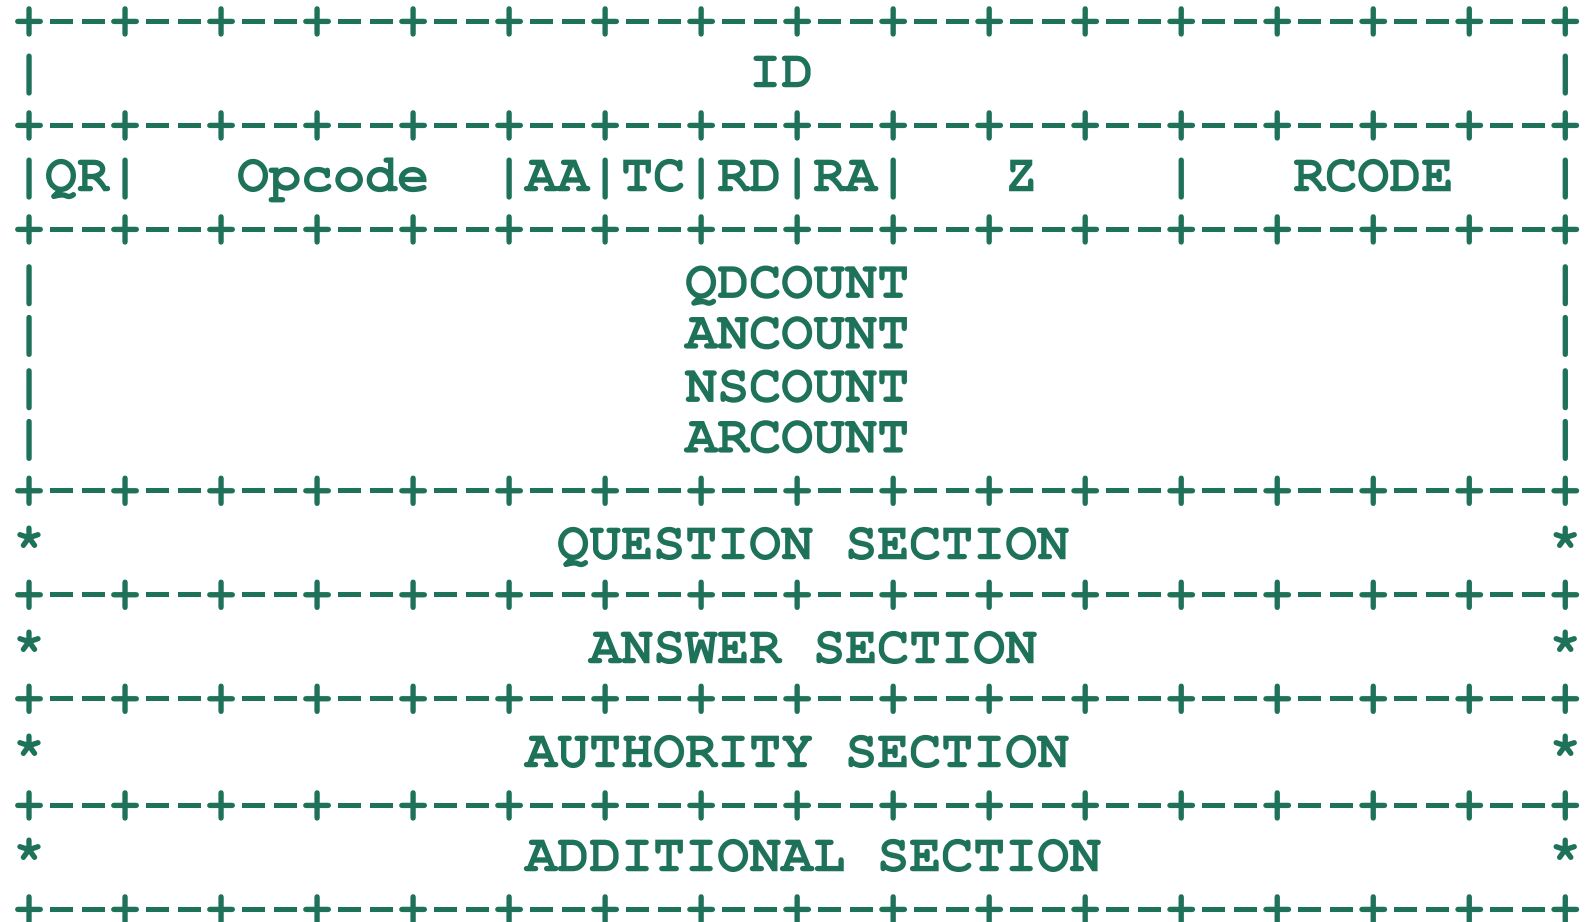 +--+--+--+--+--+--+--+--+--+--+--+--+--+--+--+--+
|                      ID                       |
+--+--+--+--+--+--+--+--+--+--+--+--+--+--+--+--+
|QR|   Opcode  |AA|TC|RD|RA|   Z    |   RCODE   |
+--+--+--+--+--+--+--+--+--+--+--+--+--+--+--+--+
|                    QDCOUNT                    |
|                    ANCOUNT                    |
|                    NSCOUNT                    |
|                    ARCOUNT                    |
+--+--+--+--+--+--+--+--+--+--+--+--+--+--+--+--+
*                QUESTION SECTION               *
+--+--+--+--+--+--+--+--+--+--+--+--+--+--+--+--+
*                 ANSWER SECTION                *
+--+--+--+--+--+--+--+--+--+--+--+--+--+--+--+--+
*               AUTHORITY SECTION               *
+--+--+--+--+--+--+--+--+--+--+--+--+--+--+--+--+
*               ADDITIONAL SECTION              *
+--+--+--+--+--+--+--+--+--+--+--+--+--+--+--+--+